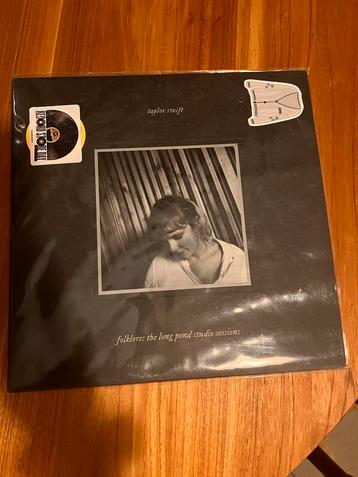 taylor swift
folklore: the long pond studio sessions